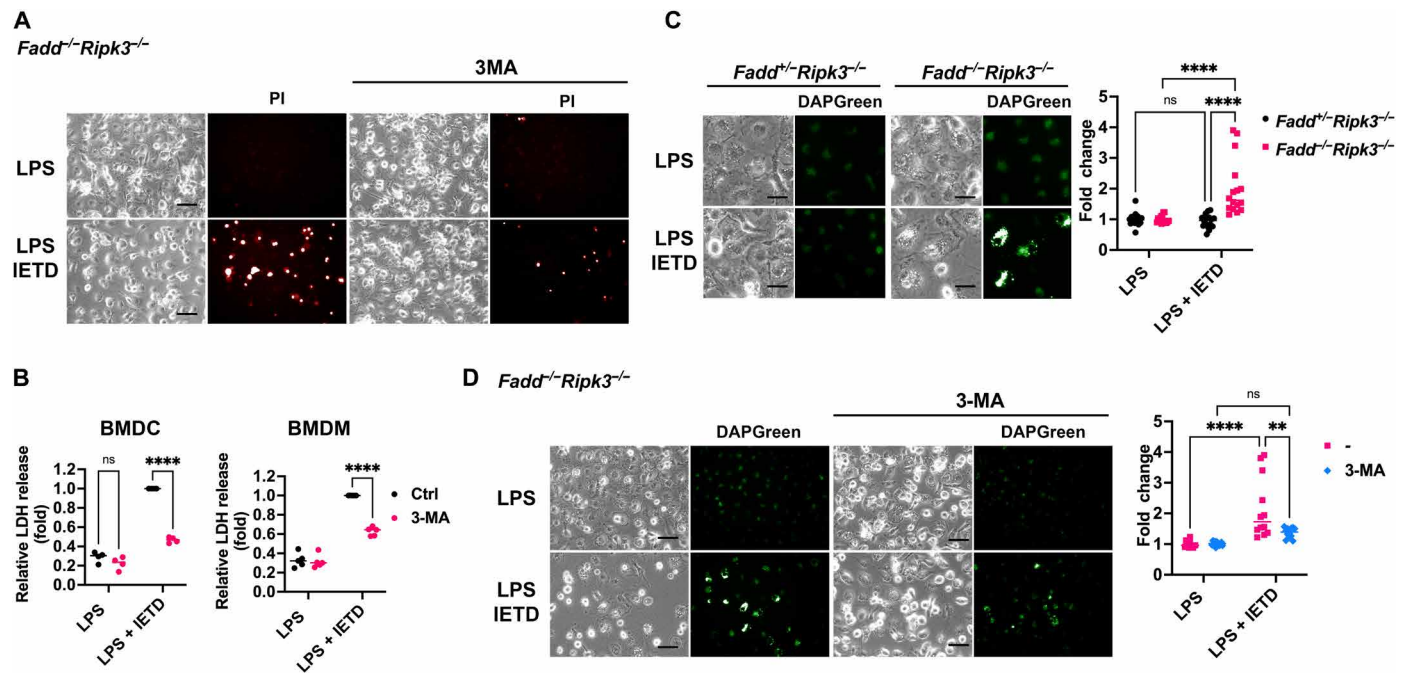 A
Fadd–/–Ripk3–/–
3MA
PI
PI
LPS
LPS
IETD
B
BMDC
Relative LDH release
(fold)
1.2
1.0
0.8
0.6
0.4
0.2
0.0
ns
****
LPS
LPS + IETD
BMDM
Relative LDH release
(fold)
1.2
1.0
0.8
0.6
0.4
0.2
0.0
****
LPS
LPS + IETD
Ctrl
3-MA
C
Fadd+/–Ripk3–/–
Fadd–/–Ripk3–/–
DAPGreen
DAPGreen
LPS
LPS
IETD
Fold change
5
4
3
2
1
0
ns
****
****
LPS
LPS + IETD
Fadd+/–Ripk3–/–
Fadd–/–Ripk3–/–
D
Fadd–/–Ripk3–/–
3-MA
DAPGreen
DAPGreen
LPS
LPS
IETD
Fold change
5
4
3
2
1
0
ns
****
**
LPS
LPS + IETD
-
3-MA